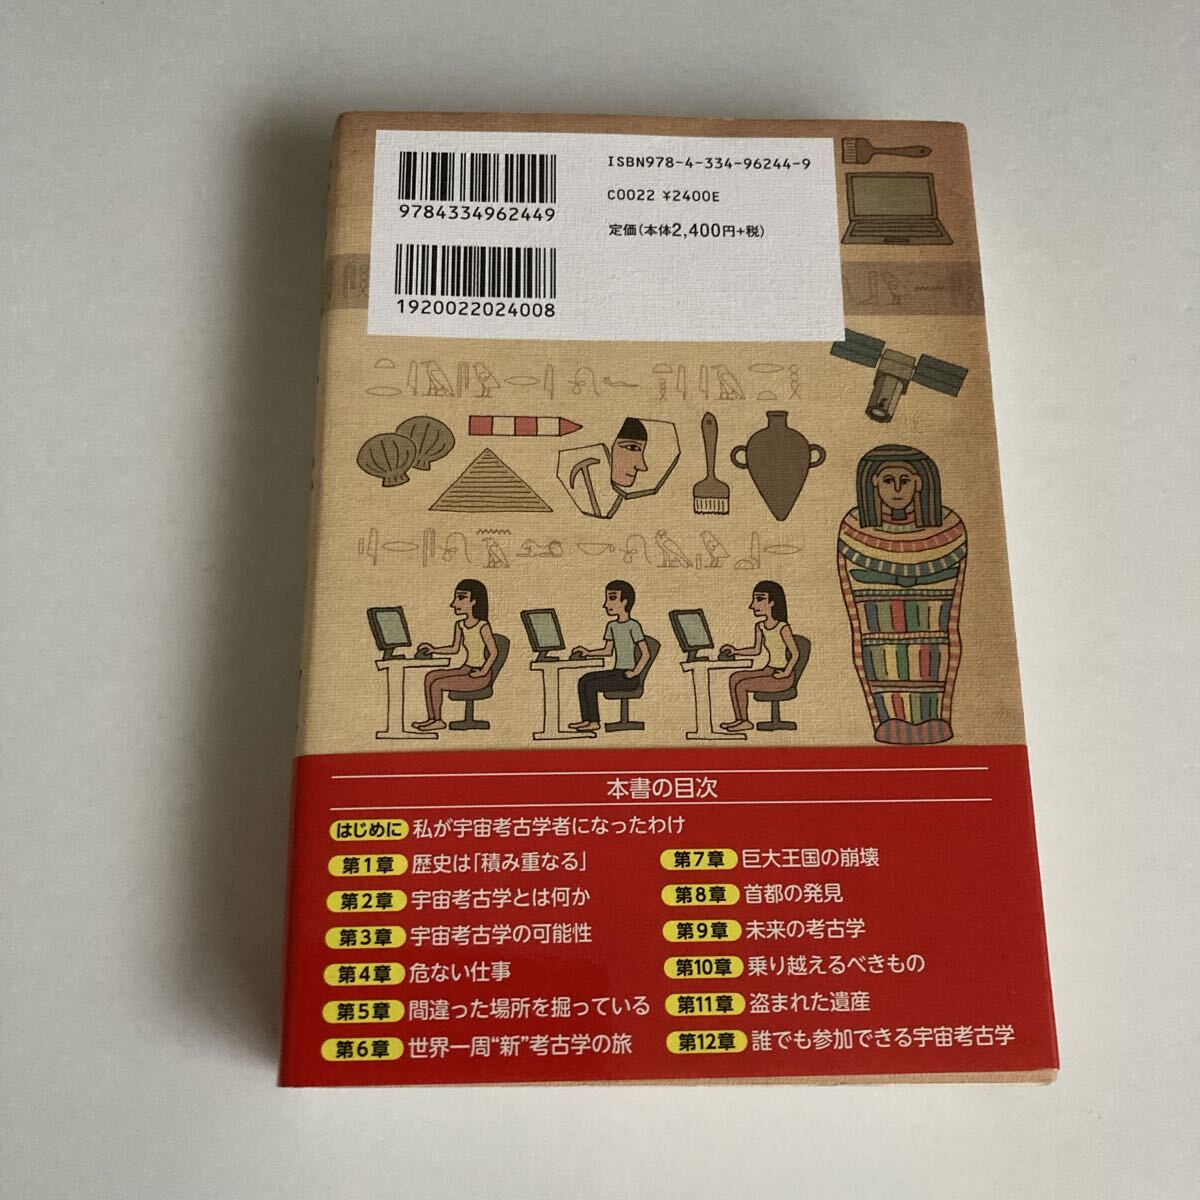 ISBN978-4-334-96244-9
C0022 ¥2400E
定価(本体2,400円+税)
9784334962449
1920022024008
本書の目次
はじめに 私が宇宙考古学者になったわけ
第1章 歴史は「積み重なる」
第2章 宇宙考古学とは何か
第3章 宇宙考古学の可能性
第4章 危ない仕事
第5章 間違った場所を掘っている
第6章 世界一周“新”考古学の旅
第7章 巨大王国の崩壊
第8章 首都の発見
第9章 未来の考古学
第10章 乗り越えるべきもの
第11章 盗まれた遺産
第12章 誰でも参加できる宇宙考古学